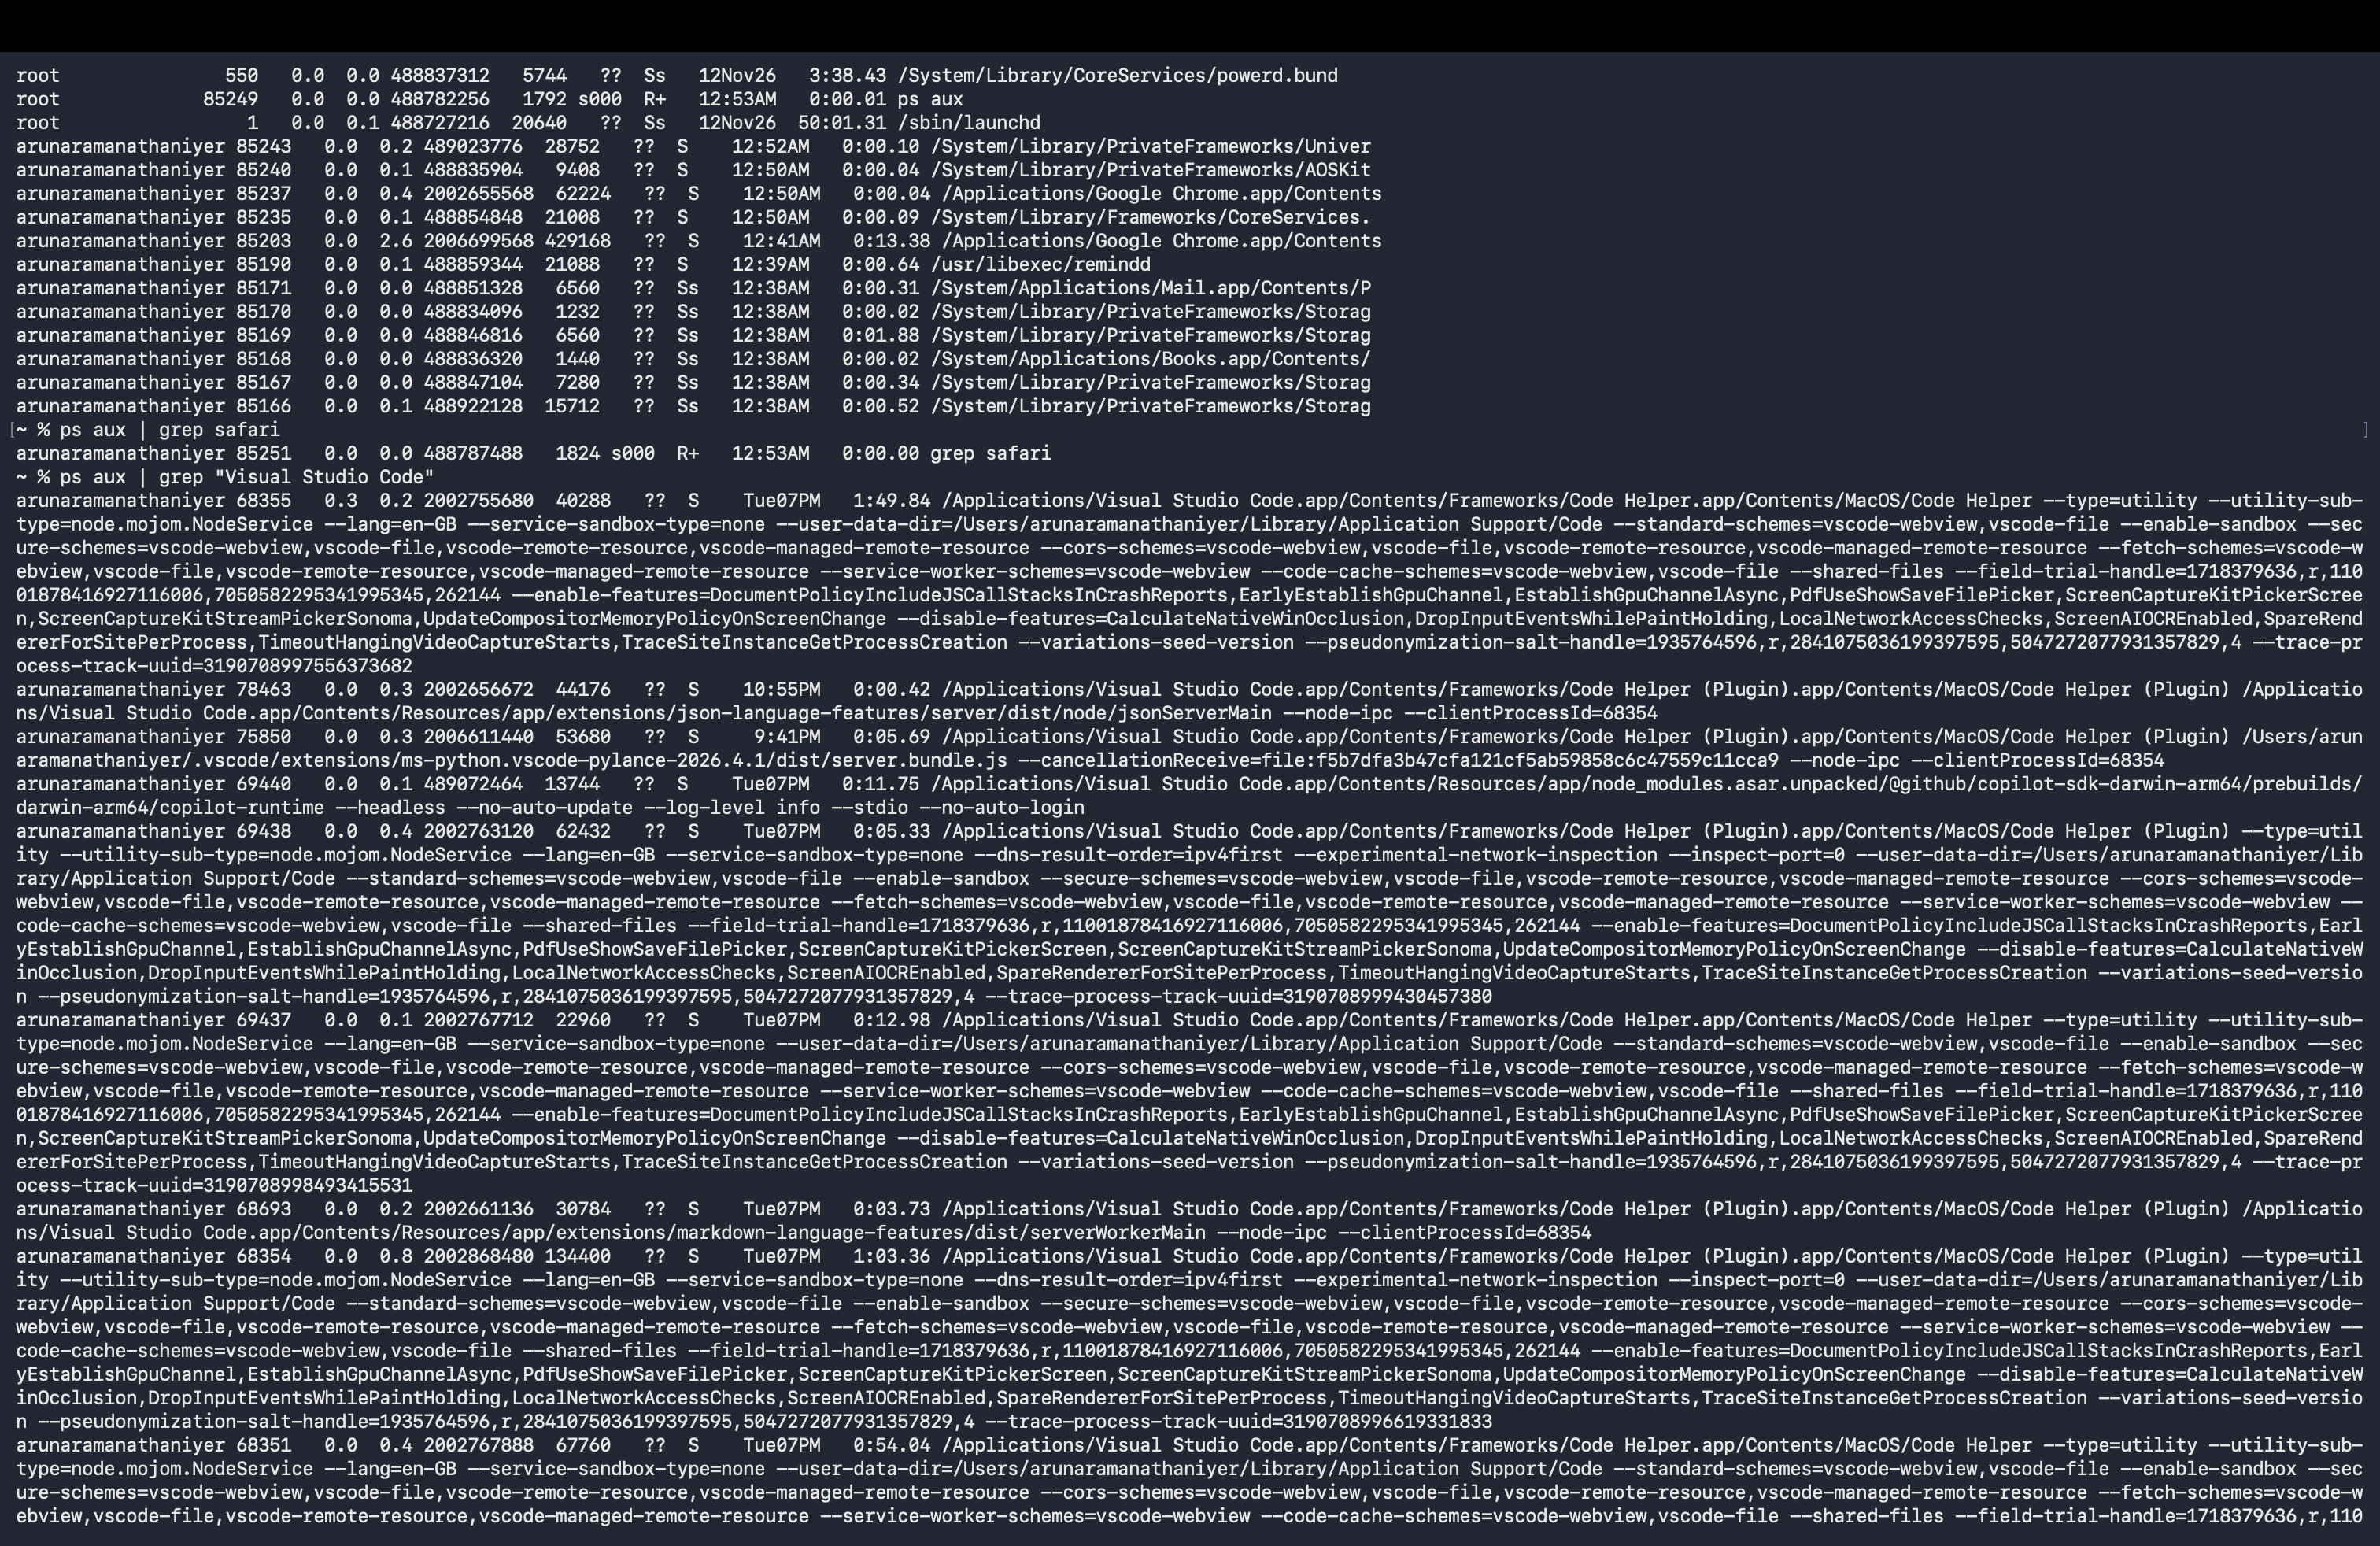 root               550   0.0  0.0 488837312   5744   ??  Ss   12Nov26   3:38.43 /System/Library/CoreServices/powerd.bund
root             85249   0.0  0.0 488782256   1792 s000  R+   12:53AM   0:00.01 ps aux
root                 1   0.0  0.1 488727216  20640   ??  Ss   12Nov26  50:01.31 /sbin/launchd
arunaramanathaniyer 85243   0.0  0.2 489023776  28752   ??  S    12:52AM   0:00.10 /System/Library/PrivateFrameworks/Univer
arunaramanathaniyer 85240   0.0  0.1 488835904   9408   ??  S    12:50AM   0:00.04 /System/Library/PrivateFrameworks/AOSKit
arunaramanathaniyer 85237   0.0  0.4 2002655568  62224   ??  S    12:50AM   0:00.04 /Applications/Google Chrome.app/Contents
arunaramanathaniyer 85235   0.0  0.1 488854848  21008   ??  S    12:50AM   0:00.09 /System/Library/Frameworks/CoreServices.
arunaramanathaniyer 85203   0.0  2.6 2006699568 429168   ??  S    12:41AM   0:13.38 /Applications/Google Chrome.app/Contents
arunaramanathaniyer 85190   0.0  0.1 488859344  21088   ??  S    12:39AM   0:00.64 /usr/libexec/remindd
arunaramanathaniyer 85171   0.0  0.0 488851328   6560   ??  Ss   12:38AM   0:00.31 /System/Applications/Mail.app/Contents/P
arunaramanathaniyer 85170   0.0  0.0 488834096   1232   ??  Ss   12:38AM   0:00.02 /System/Library/PrivateFrameworks/Storag
arunaramanathaniyer 85169   0.0  0.0 488846816   6560   ??  Ss   12:38AM   0:01.88 /System/Library/PrivateFrameworks/Storag
arunaramanathaniyer 85168   0.0  0.0 488836320   1440   ??  Ss   12:38AM   0:00.02 /System/Applications/Books.app/Contents/
arunaramanathaniyer 85167   0.0  0.0 488847104   7280   ??  Ss   12:38AM   0:00.34 /System/Library/PrivateFrameworks/Storag
arunaramanathaniyer 85166   0.0  0.1 488922128  15712   ??  Ss   12:38AM   0:00.52 /System/Library/PrivateFrameworks/Storag
[~ % ps aux | grep safari ]
arunaramanathaniyer 85251   0.0  0.0 488787488   1824 s000  R+   12:53AM   0:00.00 grep safari
~ % ps aux | grep "Visual Studio Code"
arunaramanathaniyer 68355   0.3  0.2 2002755680  40288   ??  S    Tue07PM   1:49.84 /Applications/Visual Studio Code.app/Contents/Frameworks/Code Helper.app/Contents/MacOS/Code Helper --type=utility --utility-sub-
type=node.mojom.NodeService --lang=en-GB --service-sandbox-type=none --user-data-dir=/Users/arunaramanathaniyer/Library/Application Support/Code --standard-schemes=vscode-webview,vscode-file --enable-sandbox --sec
ure-schemes=vscode-webview,vscode-file,vscode-remote-resource,vscode-managed-remote-resource --cors-schemes=vscode-webview,vscode-file,vscode-remote-resource,vscode-managed-remote-resource --fetch-schemes=vscode-w
ebview,vscode-file,vscode-remote-resource,vscode-managed-remote-resource --service-worker-schemes=vscode-webview --code-cache-schemes=vscode-webview,vscode-file --shared-files --field-trial-handle=1718379636,r,110
01878416927116006,7050582295341995345,262144 --enable-features=DocumentPolicyIncludeJSCallStacksInCrashReports,EarlyEstablishGpuChannel,EstablishGpuChannelAsync,PdfUseShowSaveFilePicker,ScreenCaptureKitPickerScree
n,ScreenCaptureKitStreamPickerSonoma,UpdateCompositorMemoryPolicyOnScreenChange --disable-features=CalculateNativeWinOcclusion,DropInputEventsWhilePaintHolding,LocalNetworkAccessChecks,ScreenAIOCREnabled,SpareRend
ererForSitePerProcess,TimeoutHangingVideoCaptureStarts,TraceSiteInstanceGetProcessCreation --variations-seed-version --pseudonymization-salt-handle=1935764596,r,2841075036199397595,5047272077931357829,4 --trace-pr
ocess-track-uuid=3190708997556373682
arunaramanathaniyer 78463   0.0  0.3 2002656672  44176   ??  S    10:55PM   0:00.42 /Applications/Visual Studio Code.app/Contents/Frameworks/Code Helper (Plugin).app/Contents/MacOS/Code Helper (Plugin) /Applicatio
ns/Visual Studio Code.app/Contents/Resources/app/extensions/json-language-features/server/dist/node/jsonServerMain --node-ipc --clientProcessId=68354
arunaramanathaniyer 75850   0.0  0.3 2006611440  53680   ??  S     9:41PM   0:05.69 /Applications/Visual Studio Code.app/Contents/Frameworks/Code Helper (Plugin).app/Contents/MacOS/Code Helper (Plugin) /Users/arun
aramanathaniyer/.vscode/extensions/ms-python.vscode-pylance-2026.4.1/dist/server.bundle.js --cancellationReceive=file:f5b7dfa3b47cfa121cf5ab59858c6c47559c11cca9 --node-ipc --clientProcessId=68354
arunaramanathaniyer 69440   0.0  0.1 489072464  13744   ??  S    Tue07PM   0:11.75 /Applications/Visual Studio Code.app/Contents/Resources/app/node_modules.asar.unpacked/@github/copilot-sdk-darwin-arm64/prebuilds/
darwin-arm64/copilot-runtime --headless --no-auto-update --log-level info --stdio --no-auto-login
arunaramanathaniyer 69438   0.0  0.4 2002763120  62432   ??  S    Tue07PM   0:05.33 /Applications/Visual Studio Code.app/Contents/Frameworks/Code Helper (Plugin).app/Contents/MacOS/Code Helper (Plugin) --type=util
ity --utility-sub-type=node.mojom.NodeService --lang=en-GB --service-sandbox-type=none --dns-result-order=ipv4first --experimental-network-inspection --inspect-port=0 --user-data-dir=/Users/arunaramanathaniyer/Lib
rary/Application Support/Code --standard-schemes=vscode-webview,vscode-file --enable-sandbox --secure-schemes=vscode-webview,vscode-file,vscode-remote-resource,vscode-managed-remote-resource --cors-schemes=vscode-
webview,vscode-file,vscode-remote-resource,vscode-managed-remote-resource --fetch-schemes=vscode-webview,vscode-file,vscode-remote-resource,vscode-managed-remote-resource --service-worker-schemes=vscode-webview --
code-cache-schemes=vscode-webview,vscode-file --shared-files --field-trial-handle=1718379636,r,11001878416927116006,7050582295341995345,262144 --enable-features=DocumentPolicyIncludeJSCallStacksInCrashReports,Earl
yEstablishGpuChannel,EstablishGpuChannelAsync,PdfUseShowSaveFilePicker,ScreenCaptureKitPickerScreen,ScreenCaptureKitStreamPickerSonoma,UpdateCompositorMemoryPolicyOnScreenChange --disable-features=CalculateNativeW
inOcclusion,DropInputEventsWhilePaintHolding,LocalNetworkAccessChecks,ScreenAIOCREnabled,SpareRendererForSitePerProcess,TimeoutHangingVideoCaptureStarts,TraceSiteInstanceGetProcessCreation --variations-seed-versio
n --pseudonymization-salt-handle=1935764596,r,2841075036199397595,5047272077931357829,4 --trace-process-track-uuid=3190708999430457380
arunaramanathaniyer 69437   0.0  0.1 2002767712  22960   ??  S    Tue07PM   0:12.98 /Applications/Visual Studio Code.app/Contents/Frameworks/Code Helper.app/Contents/MacOS/Code Helper --type=utility --utility-sub-
type=node.mojom.NodeService --lang=en-GB --service-sandbox-type=none --user-data-dir=/Users/arunaramanathaniyer/Library/Application Support/Code --standard-schemes=vscode-webview,vscode-file --enable-sandbox --sec
ure-schemes=vscode-webview,vscode-file,vscode-remote-resource,vscode-managed-remote-resource --cors-schemes=vscode-webview,vscode-file,vscode-remote-resource,vscode-managed-remote-resource --fetch-schemes=vscode-w
ebview,vscode-file,vscode-remote-resource,vscode-managed-remote-resource --service-worker-schemes=vscode-webview --code-cache-schemes=vscode-webview,vscode-file --shared-files --field-trial-handle=1718379636,r,110
01878416927116006,7050582295341995345,262144 --enable-features=DocumentPolicyIncludeJSCallStacksInCrashReports,EarlyEstablishGpuChannel,EstablishGpuChannelAsync,PdfUseShowSaveFilePicker,ScreenCaptureKitPickerScree
n,ScreenCaptureKitStreamPickerSonoma,UpdateCompositorMemoryPolicyOnScreenChange --disable-features=CalculateNativeWinOcclusion,DropInputEventsWhilePaintHolding,LocalNetworkAccessChecks,ScreenAIOCREnabled,SpareRend
ererForSitePerProcess,TimeoutHangingVideoCaptureStarts,TraceSiteInstanceGetProcessCreation --variations-seed-version --pseudonymization-salt-handle=1935764596,r,2841075036199397595,5047272077931357829,4 --trace-pr
ocess-track-uuid=3190708998493415531
arunaramanathaniyer 68693   0.0  0.2 2002661136  30784   ??  S    Tue07PM   0:03.73 /Applications/Visual Studio Code.app/Contents/Frameworks/Code Helper (Plugin).app/Contents/MacOS/Code Helper (Plugin) /Applicatio
ns/Visual Studio Code.app/Contents/Resources/app/extensions/markdown-language-features/dist/serverWorkerMain --node-ipc --clientProcessId=68354
arunaramanathaniyer 68354   0.0  0.8 2002868480 134400   ??  S    Tue07PM   1:03.36 /Applications/Visual Studio Code.app/Contents/Frameworks/Code Helper (Plugin).app/Contents/MacOS/Code Helper (Plugin) --type=util
ity --utility-sub-type=node.mojom.NodeService --lang=en-GB --service-sandbox-type=none --dns-result-order=ipv4first --experimental-network-inspection --inspect-port=0 --user-data-dir=/Users/arunaramanathaniyer/Lib
rary/Application Support/Code --standard-schemes=vscode-webview,vscode-file --enable-sandbox --secure-schemes=vscode-webview,vscode-file,vscode-remote-resource,vscode-managed-remote-resource --cors-schemes=vscode-
webview,vscode-file,vscode-remote-resource,vscode-managed-remote-resource --fetch-schemes=vscode-webview,vscode-file,vscode-remote-resource,vscode-managed-remote-resource --service-worker-schemes=vscode-webview --
code-cache-schemes=vscode-webview,vscode-file --shared-files --field-trial-handle=1718379636,r,11001878416927116006,7050582295341995345,262144 --enable-features=DocumentPolicyIncludeJSCallStacksInCrashReports,Earl
yEstablishGpuChannel,EstablishGpuChannelAsync,PdfUseShowSaveFilePicker,ScreenCaptureKitPickerScreen,ScreenCaptureKitStreamPickerSonoma,UpdateCompositorMemoryPolicyOnScreenChange --disable-features=CalculateNativeW
inOcclusion,DropInputEventsWhilePaintHolding,LocalNetworkAccessChecks,ScreenAIOCREnabled,SpareRendererForSitePerProcess,TimeoutHangingVideoCaptureStarts,TraceSiteInstanceGetProcessCreation --variations-seed-versio
n --pseudonymization-salt-handle=1935764596,r,2841075036199397595,5047272077931357829,4 --trace-process-track-uuid=3190708996619331833
arunaramanathaniyer 68351   0.0  0.4 2002767888  67760   ??  S    Tue07PM   0:54.04 /Applications/Visual Studio Code.app/Contents/Frameworks/Code Helper.app/Contents/MacOS/Code Helper --type=utility --utility-sub-
type=node.mojom.NodeService --lang=en-GB --service-sandbox-type=none --user-data-dir=/Users/arunaramanathaniyer/Library/Application Support/Code --standard-schemes=vscode-webview,vscode-file --enable-sandbox --sec
ure-schemes=vscode-webview,vscode-file,vscode-remote-resource,vscode-managed-remote-resource --cors-schemes=vscode-webview,vscode-file,vscode-remote-resource,vscode-managed-remote-resource --fetch-schemes=vscode-w
ebview,vscode-file,vscode-remote-resource,vscode-managed-remote-resource --service-worker-schemes=vscode-webview --code-cache-schemes=vscode-webview,vscode-file --shared-files --field-trial-handle=1718379636,r,110